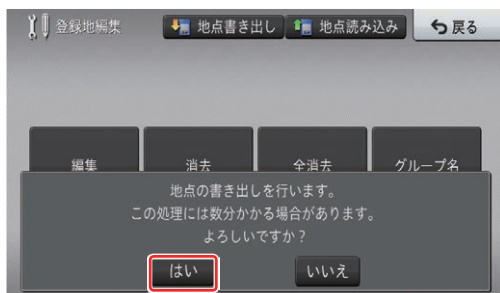 登録地編集
地点書き出し
地点読み込み
戻る
編集
消去
全消去
グループ名
地点の書き出しを行います。
この処理には数分かかる場合があります。
よろしいですか？
はい
いいえ